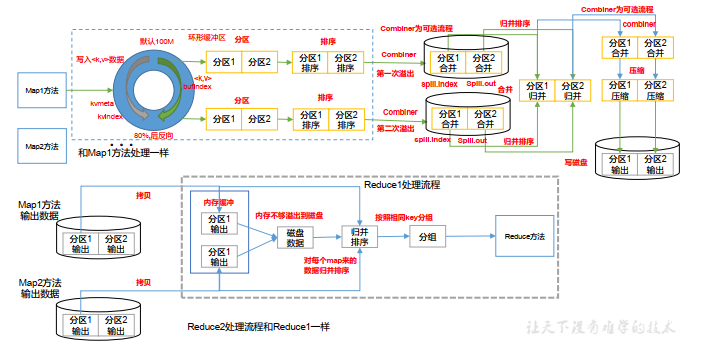 默认100M
环形缓冲区
分区
排序
写入<k,v>数据
<k,v>
bufindex
kvmeta
kvindex
80%,后反向
Map1方法
Map2方法
• • •
和Map1方法处理一样
分区1
分区2
分区1
排序
分区2
排序
Combiner
第一次溢出
分区
排序
分区1
分区2
分区1
排序
分区2
排序
Combiner
第二次溢出
Combiner为可选流程
归并排序
分区1
合并
分区2
合并
spill.index
Spill.out
合并
分区1
合并
分区2
合并
spill.index
Spill.out
归并排序
分区1
归并
分区2
归并
Combiner为可选流程
combiner
分区1
合并
分区2
合并
压缩
分区1
压缩
分区2
压缩
写磁盘
分区1
输出
分区2
输出
Reduce1处理流程
Map1方法
输出数据
拷贝
分区1
输出
分区2
输出
Map2方法
输出数据
拷贝
分区1
输出
分区2
输出
内存缓冲
分区1
输出
分区1
输出
内存不够溢出到磁盘
磁盘
数据
归并
排序
对每个map来的
数据归并排序
按照相同key分组
分组
Reduce方法
Reduce2处理流程和Reduce1一样
让天下没有难学的技术